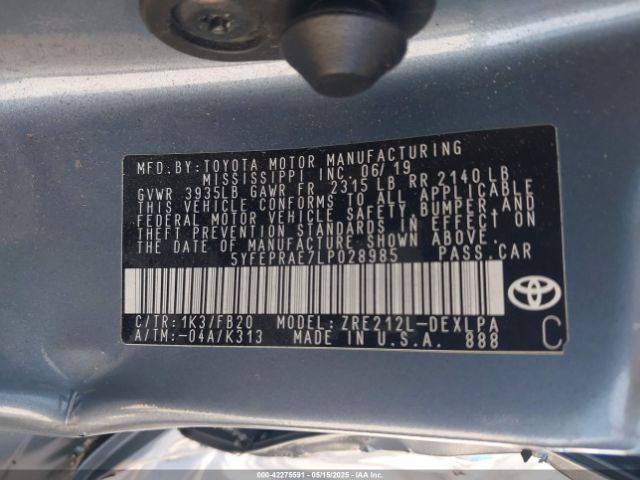 MFD.BY:TOYOTA MOTOR MANUFACTURING
MISSISSIPPI INC. 06/19
GVWR 3935LB GAWR FR 2315 LB RR 2140 LB
THIS VEHICLE CONFORMS TO ALL APPLICABLE
FEDERAL MOTOR VEHICLE SAFETY,BUMPER AND
THEFT PREVENTION STANDARDS IN EFFECT ON
THE DATE OF MANUFACTURE SHOWN ABOVE.
5YFEPRAE7LP028985 PASS.CAR
C/TR:1K3/FB20 MODEL:ZRE212L-DEXLPA
A/TM:-04A/K313 MADE IN U.S.A. 888
C
000-42275591 - 05/15/2025 - IAA, Inc.